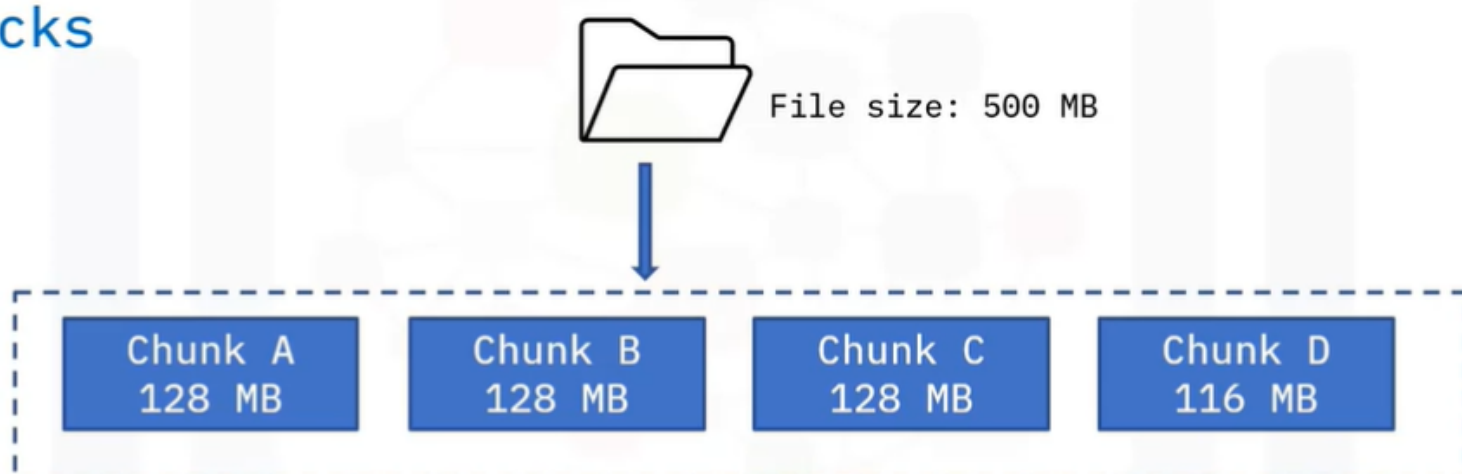 cks
File size: 500 MB
Chunk A
128 MB
Chunk B
128 MB
Chunk C
128 MB
Chunk D
116 MB